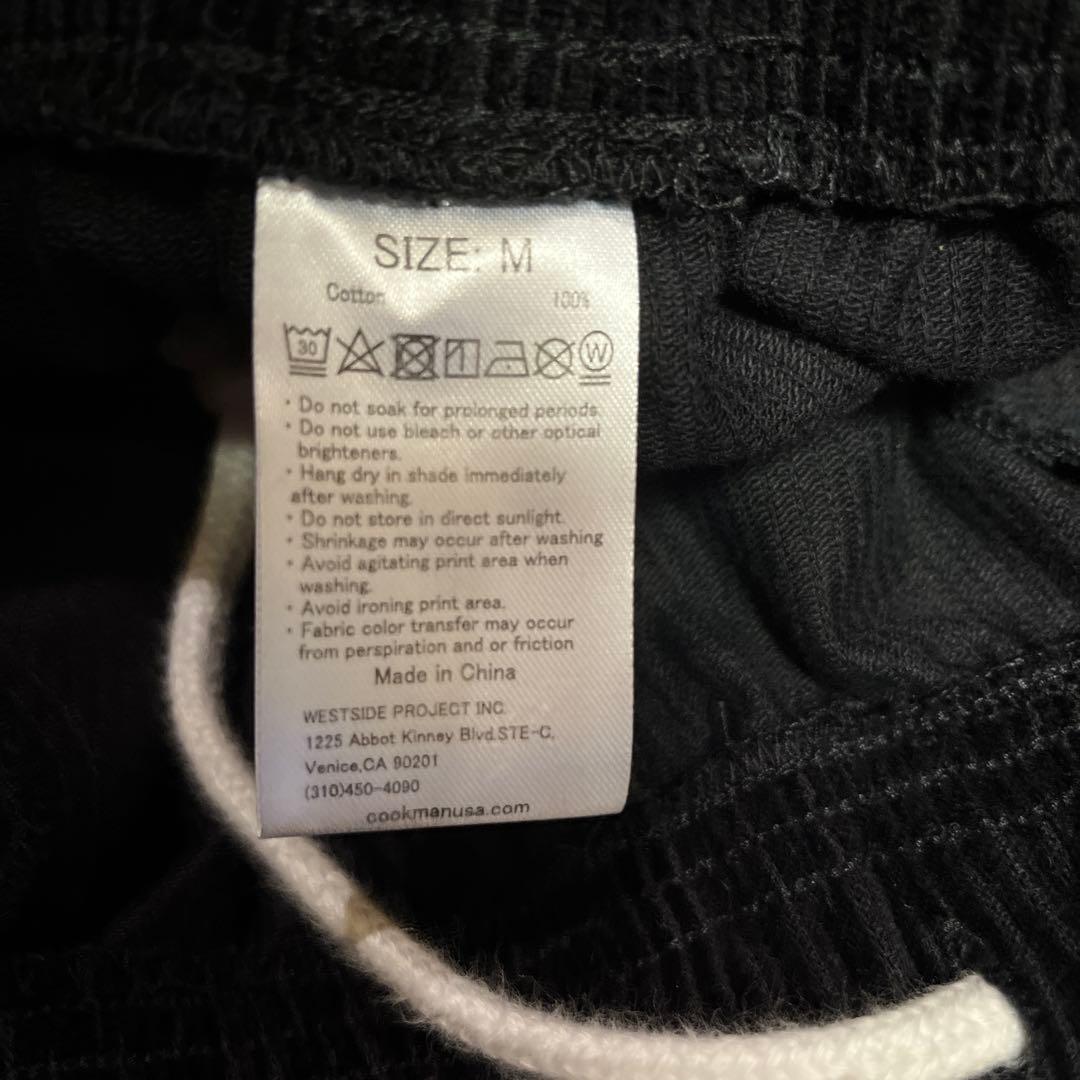 SIZE: M
Cotton 100%
30 W
· Do not soak for prolonged periods.
· Do not use bleach or other optical
brighteners.
· Hang dry in shade immediately
after washing.
· Do not store in direct sunlight.
· Shrinkage may occur after washing
· Avoid agitating print area when
washing.
· Avoid ironing print area.
· Fabric color transfer may occur
from perspiration and or friction
Made in China
WESTSIDE PROJECT INC.
1225 Abbot Kinney Blvd.STE-C,
Venice,CA 90201
(310)450-4090
cookmanusa.com